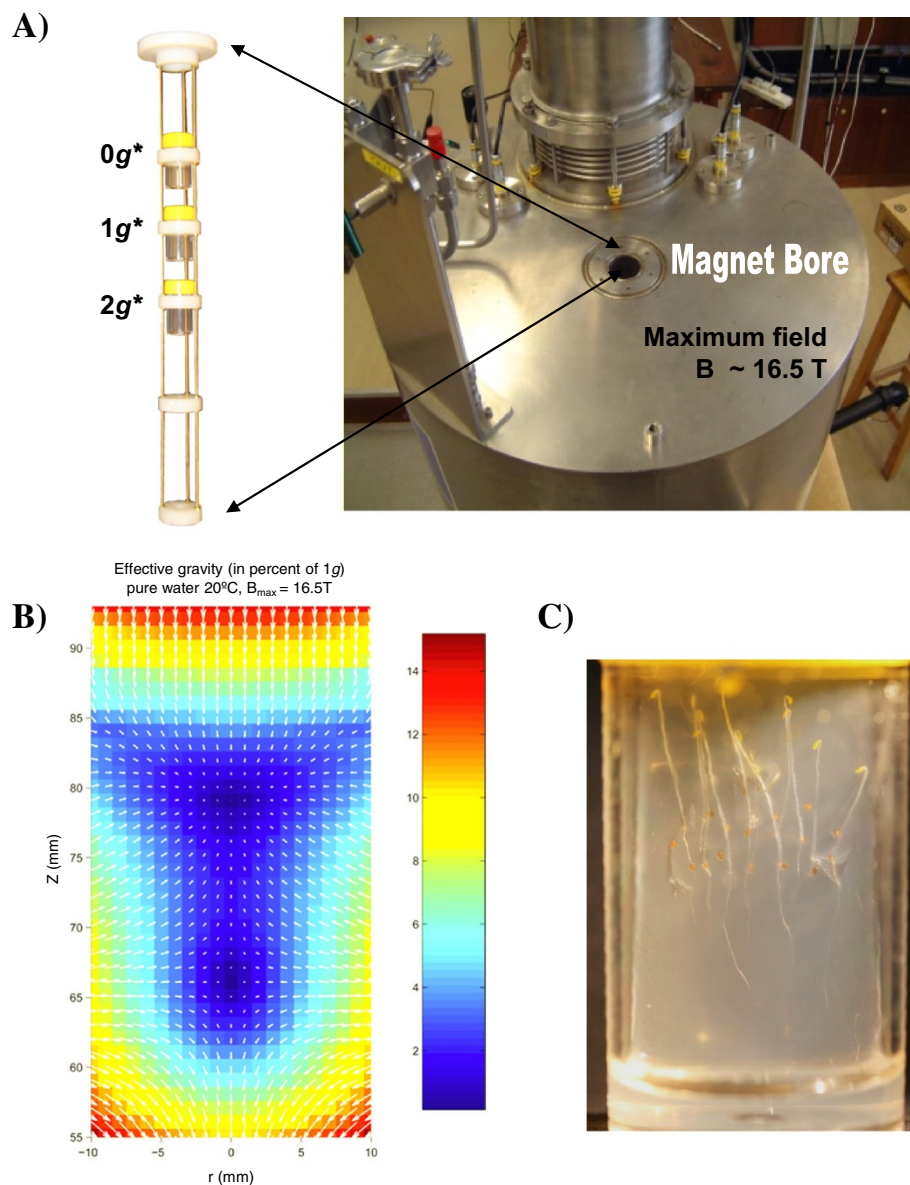 A)
0g*
1g*
2g*
Magnet Bore
Maximum field
B ~ 16.5 T
Effective gravity (in percent of 1g)
pure water 20ºC, Bmax = 16.5T
B)
90
85
80
75
70
65
60
55
Z (mm)
−10
−5
0
5
10
r (mm)
14
12
10
8
6
4
2
C)